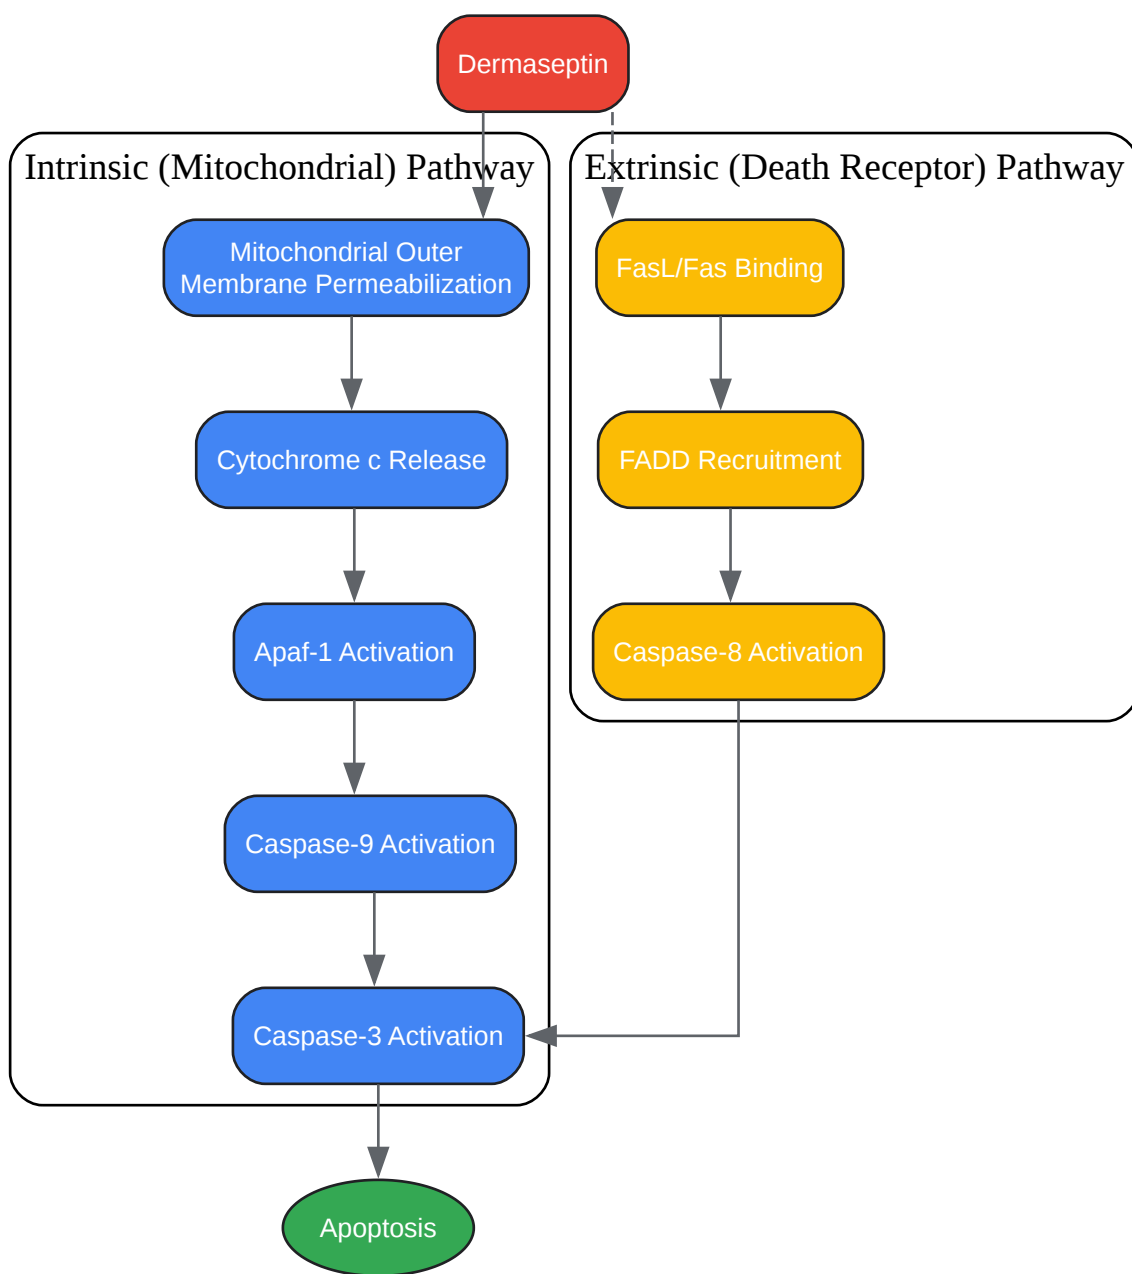 Dermaseptin
Intrinsic (Mitochondrial) Pathway
Extrinsic (Death Receptor) Pathway
Mitochondrial Outer
Membrane Permeabilization
FasL/Fas Binding
Cytochrome c Release
FADD Recruitment
Apaf-1 Activation
Caspase-8 Activation
Caspase-9 Activation
Caspase-3 Activation
Apoptosis